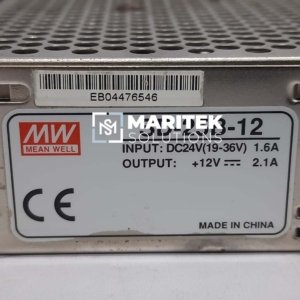 EB04476546
MW
MEAN WELL
MARITEK
SOLUTIONS
-12
INPUT: DC24V(19-36V) 1.6A
OUTPUT: +12V 2.1A
CE
MADE IN CHINA